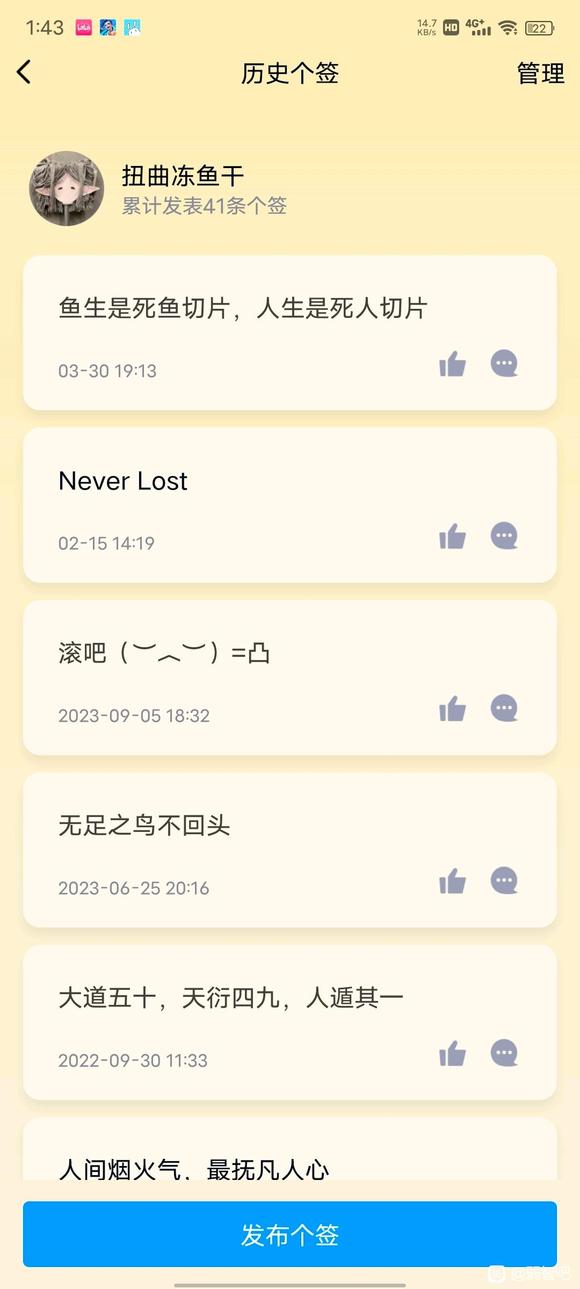 1:43
14.7 KB/s HD 4G+ 22
历史个签
管理
扭曲冻鱼干
累计发表41条个签
鱼生是死鱼切片，人生是死人切片
03-30 19:13
Never Lost
02-15 14:19
滚吧（︶︿︶）=凸
2023-09-05 18:32
无足之鸟不回头
2023-06-25 20:16
大道五十，天衍四九，人遁其一
2022-09-30 11:33
人间烟火气，最抚凡人心
发布个签